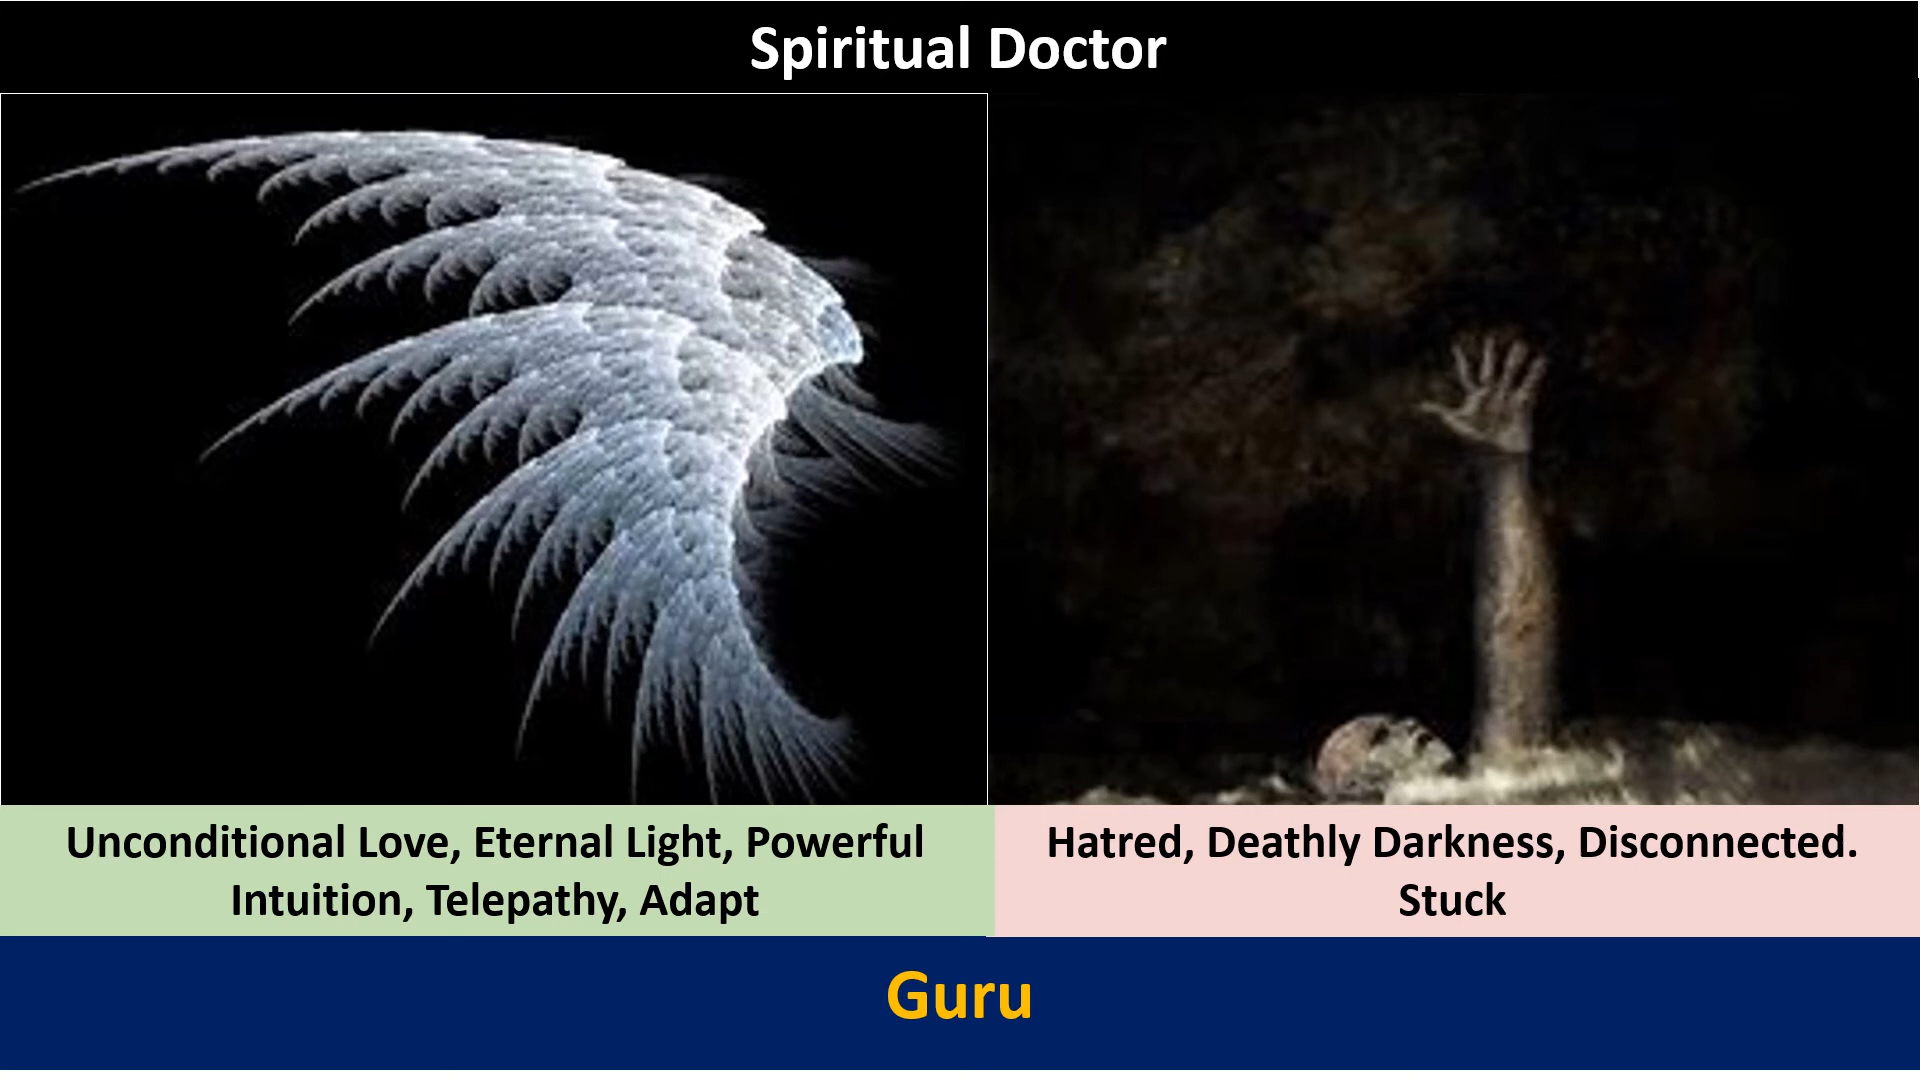 Spiritual Doctor
Unconditional Love, Eternal Light, Powerful
Intuition, Telepathy, Adapt
Hatred, Deathly Darkness, Disconnected.
Stuck
Guru